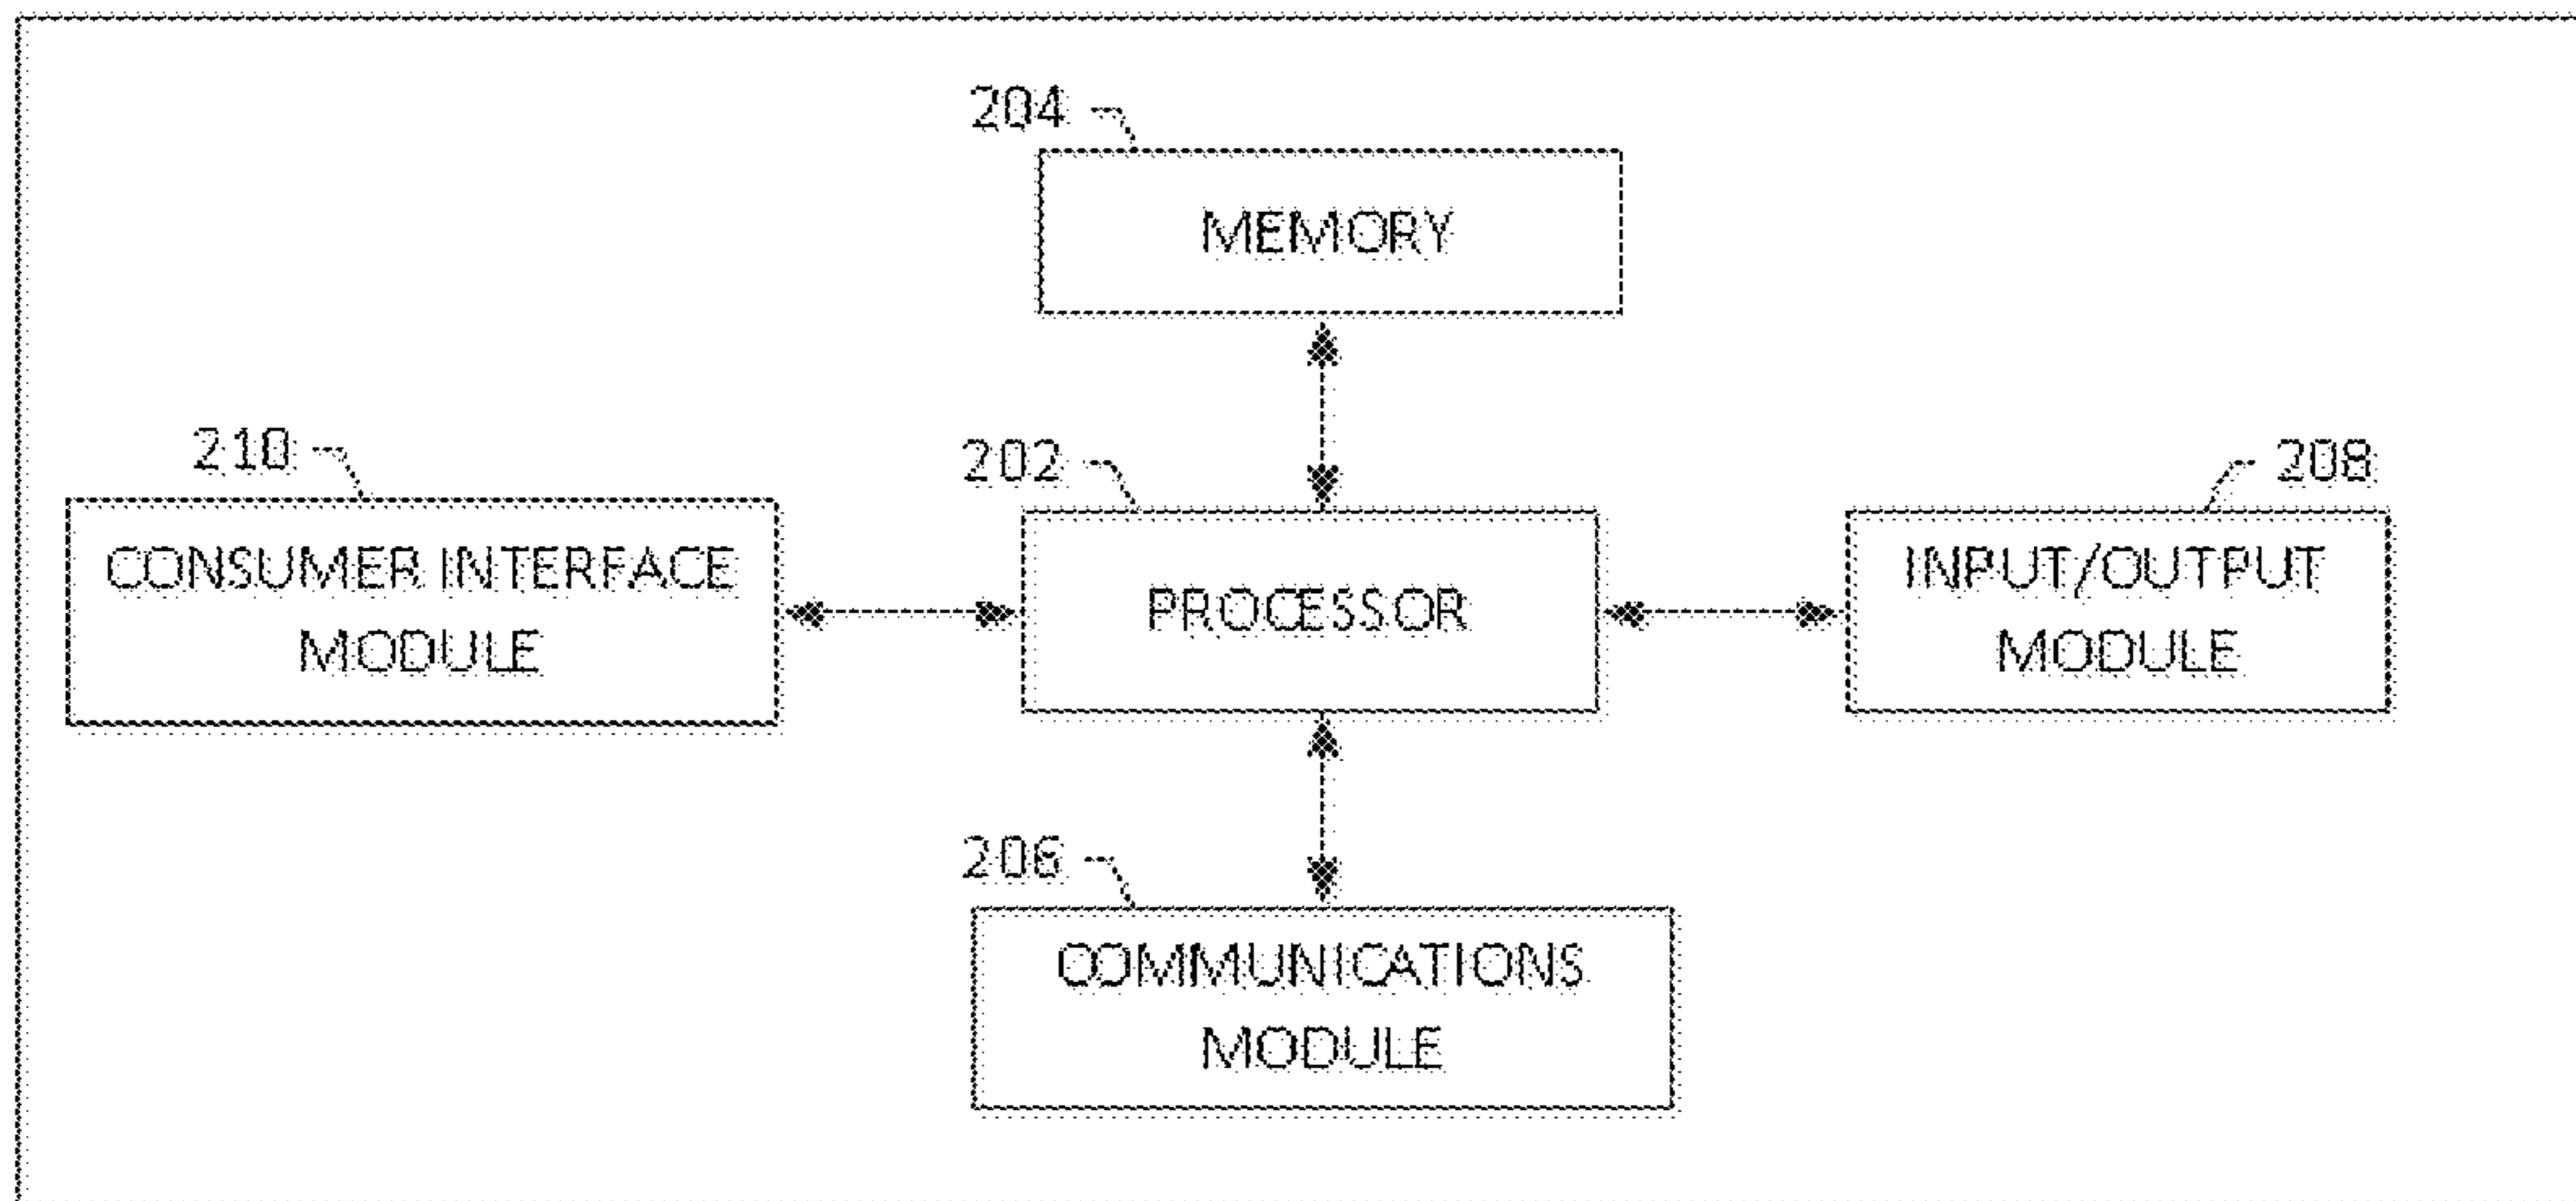 204
MEMORY
210
202
208
CONSUMER INTERFACE
MODULE
PROCESSOR
INPUT/OUTPUT
MODULE
206
COMMUNICATIONS
MODULE